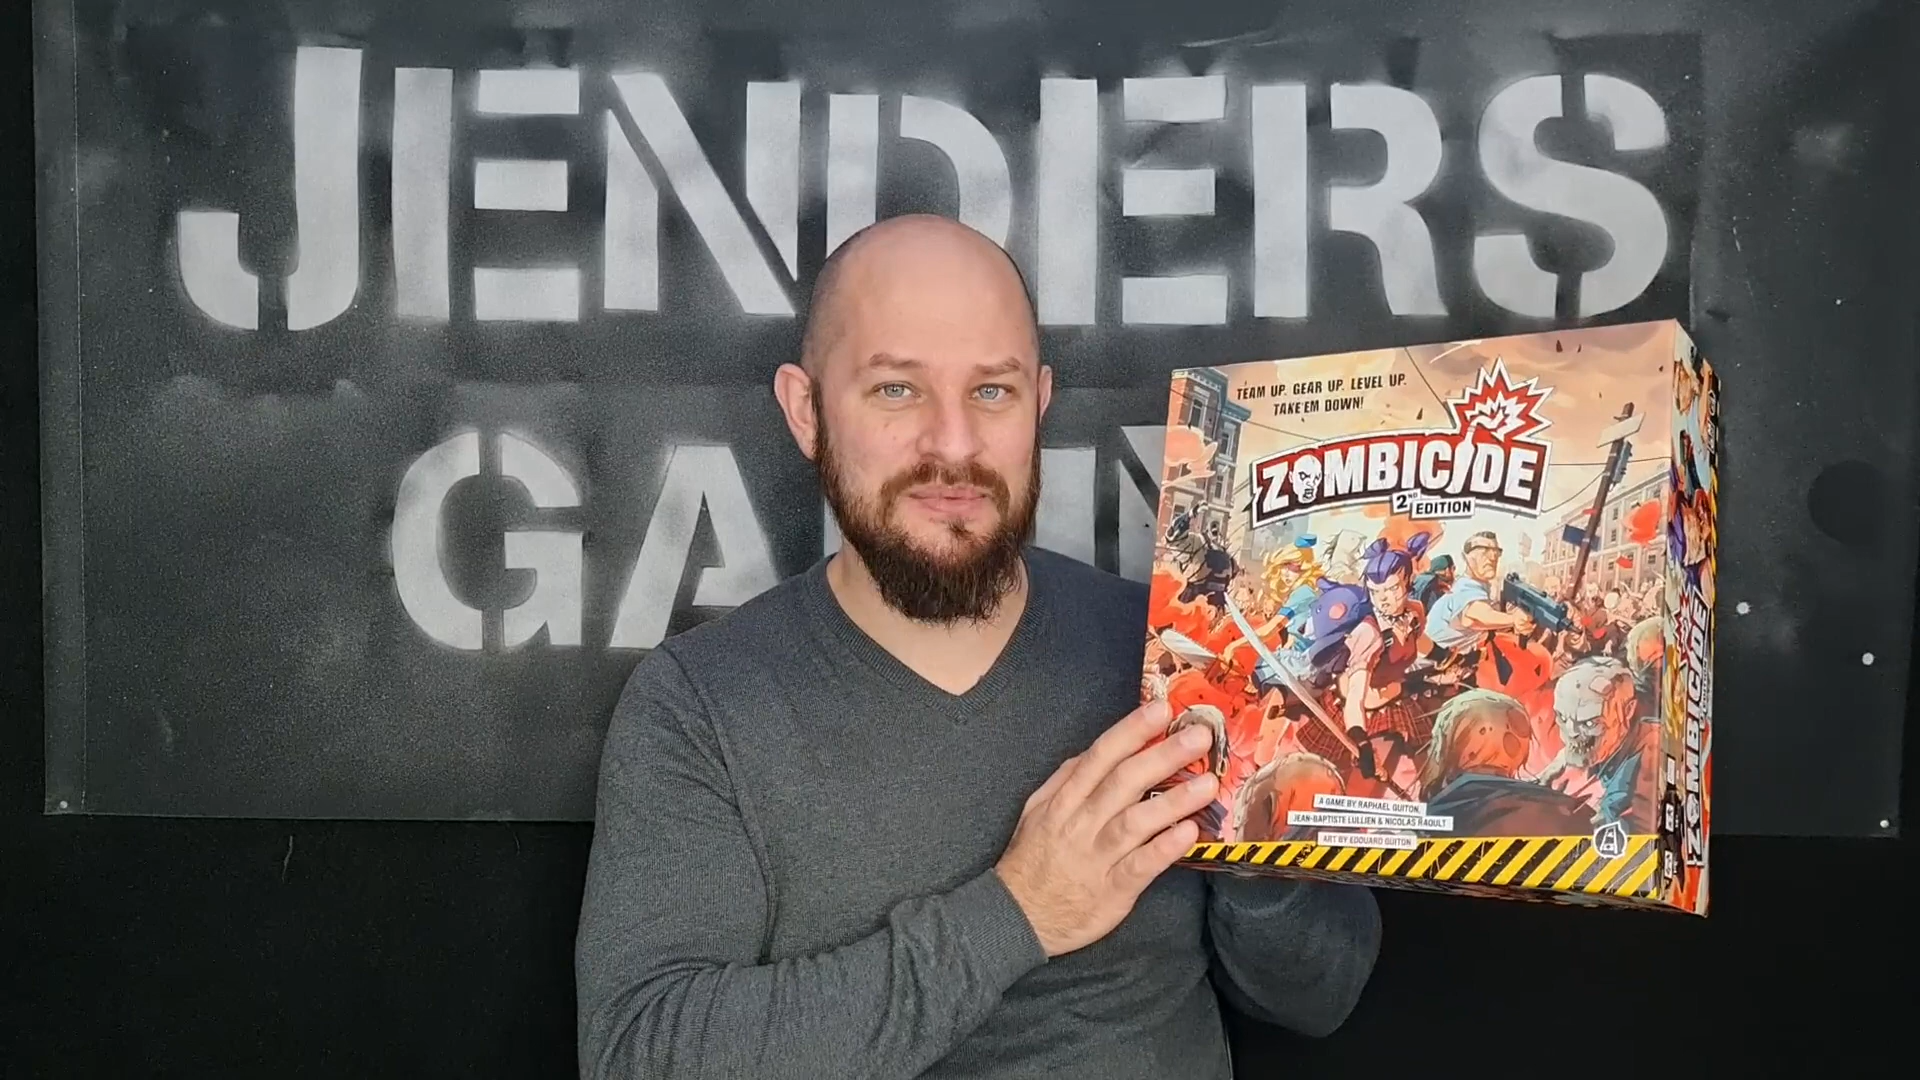 JENDERS
GA
TEAM UP. GEAR UP. LEVEL UP.
TAKE 'EM DOWN!
ZOMBICIDE
2ND EDITION
A GAME BY RAPHAEL GUITON,
JEAN-BAPTISTE LULLIEN & NICOLAS RAOULT
ART BY EDOUARD GUITON
ZOMBICIDE